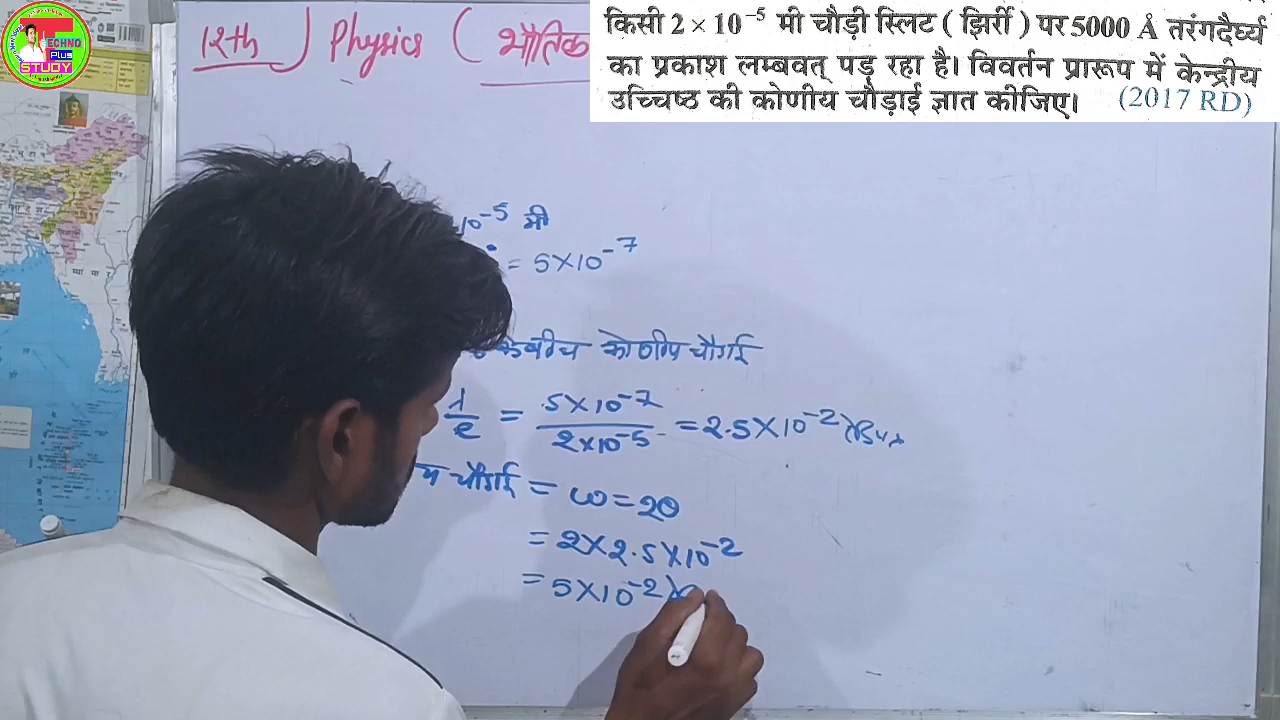 TECHNO
Plus
STUDY
12th ) Physics ( भौतिक
किसी 2 × 10⁻⁵ मी चौड़ी स्लिट ( झिरीं ) पर 5000 Å तरंगदैर्घ्य
का प्रकाश लम्बवत् पड़ रहा है। विवर्तन प्रारूप में केन्द्रीय
उच्चिष्ठ की कोणीय चौड़ाई ज्ञात कीजिए। (2017 RD)
10⁻⁵ मी
= 5×10⁻⁷
कोणीय चौड़ाई
λ/e = 5×10⁻⁷/2×10⁻⁵ = 2.5×10⁻²
चौड़ाई = ω = 2θ
= 2×2.5×10⁻²
= 5×10⁻²